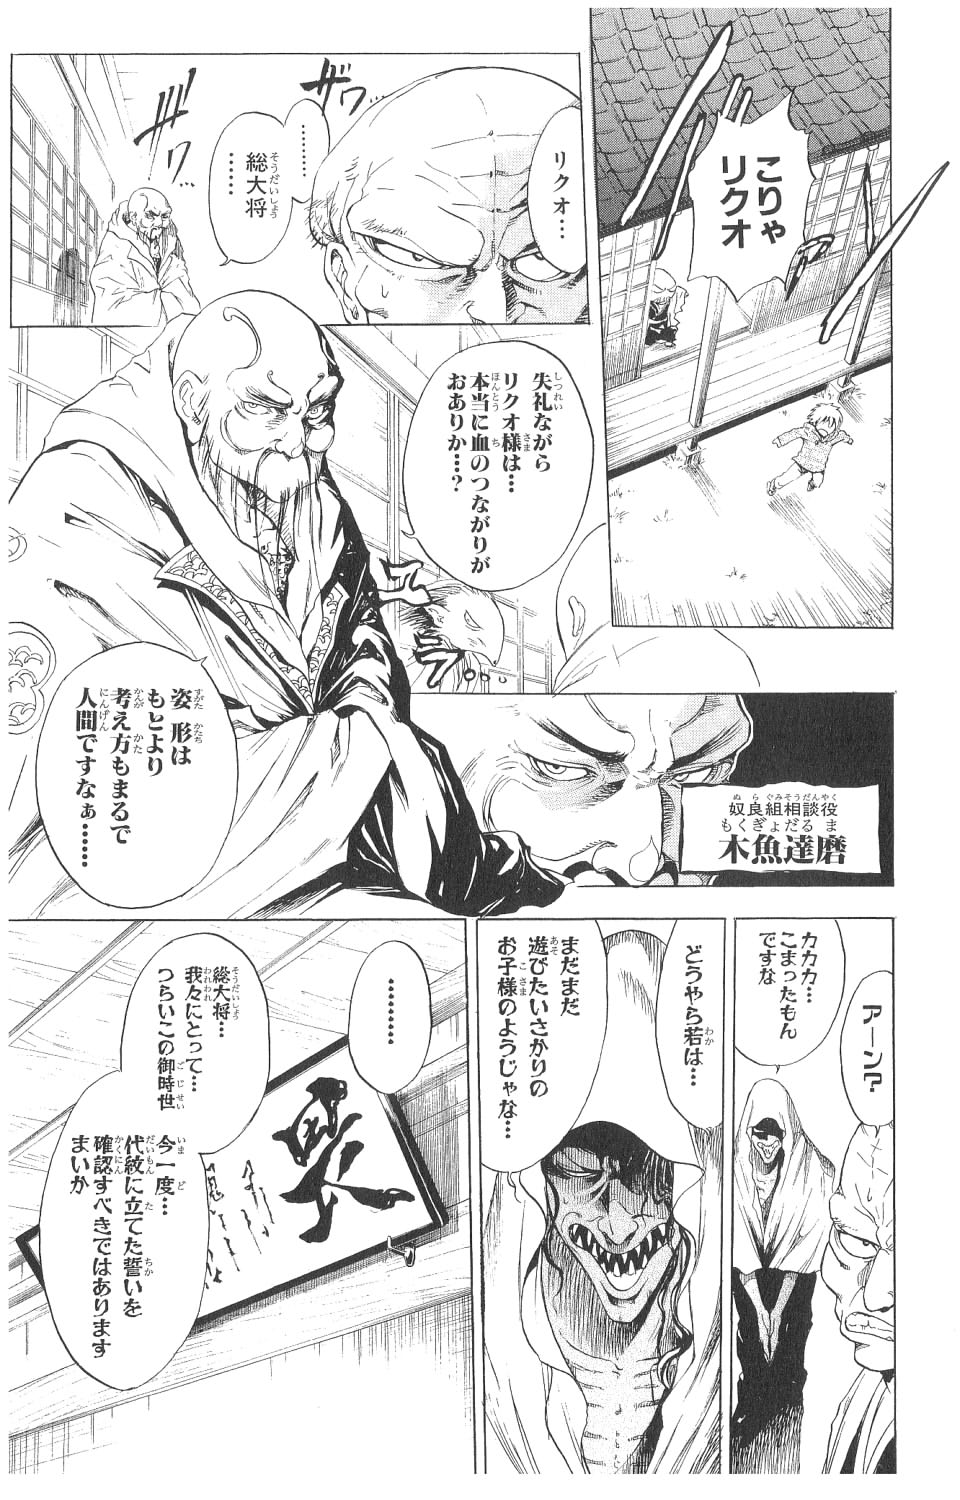 こりゃ
リクオ
リクオ…
ザワ…
ザワ…
………
総大将
……
失礼ながら
リクオ様は…
本当に血のつながりが
おありか…?
姿形は
もとより
考え方もまるで
人間ですなぁ……
奴良組相談役
もくぎょだるま
木魚達磨
アーン?
カカカ…
こまったもん
ですな
どうやら若は…
まだまだ
遊びたいさかりの
お子様のようじゃな…
………
総大将…
我々にとって…
つらいこの御時世
今一度…
代紋に立てた誓いを
確認すべきではあります
まいか